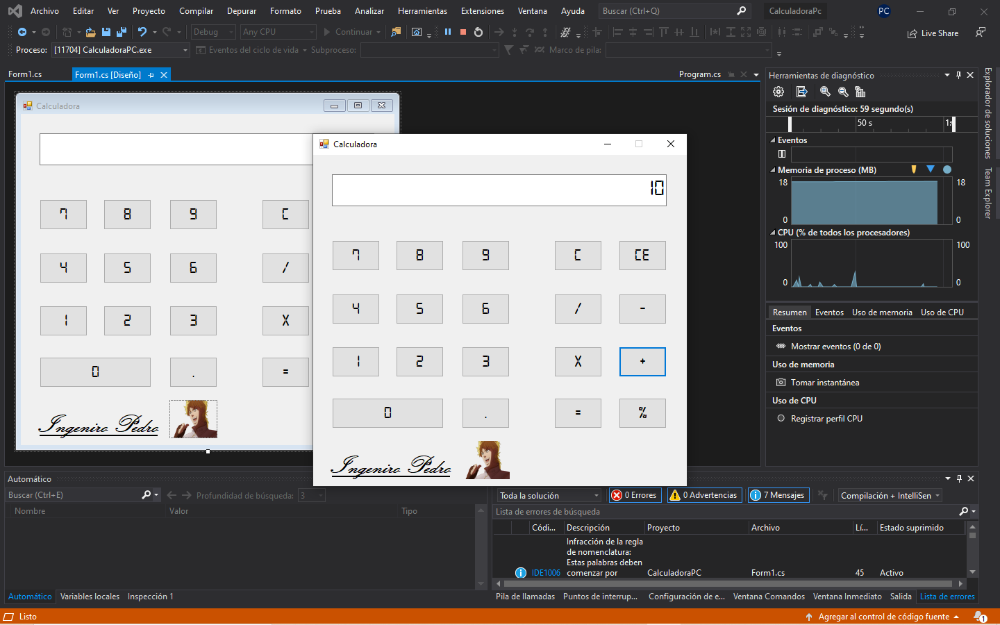 Archivo Editar Ver Proyecto Compilar Depurar Formato Prueba Analizar Herramientas Extensiones Ventana Ayuda Buscar (Ctrl+Q) CalculadoraPc PC
Debug Any CPU Continuar Live Share
Proceso: [11704] CalculadoraPC.exe Eventos del ciclo de vida Subproceso: Marco de pila:
Form1.cs Form1.cs [Diseño] Program.cs
Calculadora
7 8 9 C
4 5 6 /
1 2 3 X
0 . =
Ingeniro Pedro
Calculadora
10
7 8 9 C CE
4 5 6 / -
1 2 3 X +
0 . = %
Ingeniro Pedro
Herramientas de diagnóstico
Sesión de diagnóstico: 59 segundo(s)
50 s
Eventos
Memoria de proceso (MB)
18 18
0 0
CPU (% de todos los procesadores)
100 100
0 0
Resumen Eventos Uso de memoria Uso de CPU
Eventos
Mostrar eventos (0 de 0)
Uso de memoria
Tomar instantánea
Uso de CPU
Registrar perfil CPU
Explorador de soluciones
Team Explorer
Automático
Buscar (Ctrl+E) Profundidad de búsqueda: 3
Nombre Valor Tipo
Automático Variables locales Inspección 1
Toda la solución 0 Errores 0 Advertencias 7 Mensajes Compilación + IntelliSen
Lista de errores de búsqueda
Códi... Descripción Proyecto Archivo Lí... Estado suprimido
Infracción de la regla
de nomenclatura:
Estas palabras deben
IDE1006 comenzar por CalculadoraPC Form1.cs 45 Activo
Pila de llamadas Puntos de interrup... Configuración de e... Ventana Comandos Ventana Inmediato Salida Lista de errores
Listo Agregar al control de código fuente 1